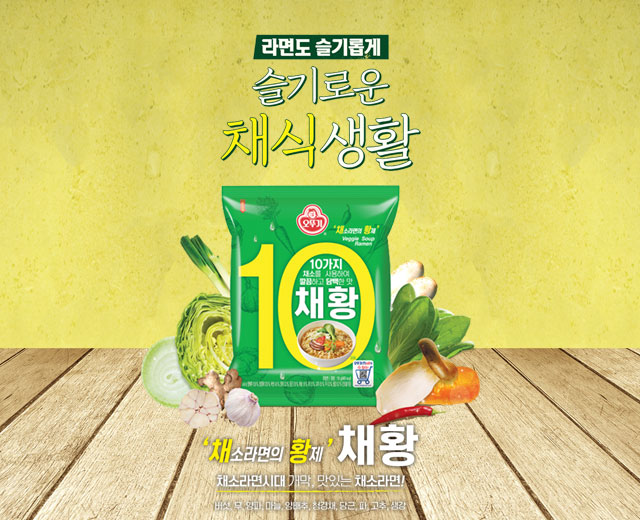 라면도 슬기롭게
슬기로운
채식생활
오뚜기
'채소라면의 황제'
Veggie Soup
Ramen
10
10가지
채소를 사용하여
깔끔하고 담백한 맛
채황
'채소라면의 황제' 채황
채소라면시대 개막, 맛있는 채소라면!
버섯, 무, 양파, 마늘, 양배추, 청경채, 당근, 파, 고추, 생강